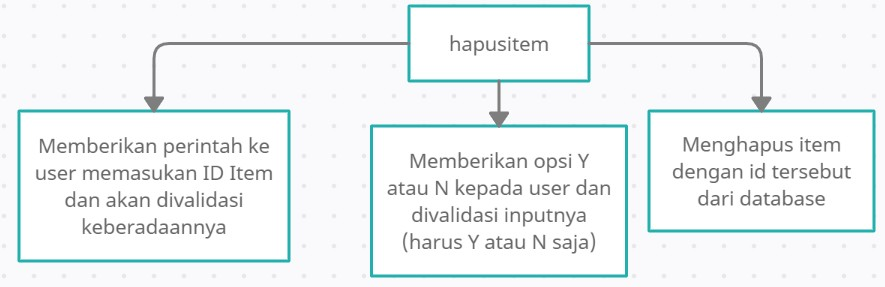 hapusitem
Memberikan perintah ke
user memasukan ID Item
dan akan divalidasi
keberadaannya
Memberikan opsi Y
atau N kepada user dan
divalidasi inputnya
(harus Y atau N saja)
Menghapus item
dengan id tersebut
dari database